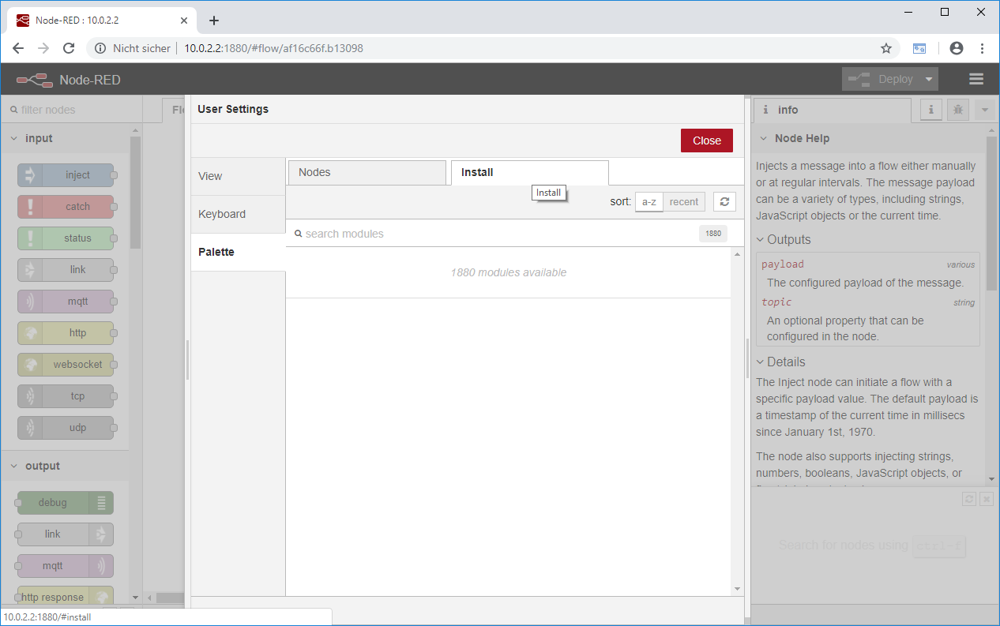 Node-RED : 10.0.2.2
Nicht sicher
10.0.2.2:1880/#flow/af16c66f.b13098
Node-RED
Deploy
filter nodes
input
inject
catch
status
link
mqtt
http
websocket
tcp
udp
output
debug
link
mqtt
http response
10.0.2.2:1880/#install
User Settings
Close
View
Keyboard
Palette
Nodes
Install
Install
sort: a-z recent
search modules
1880
1880 modules available
info
Node Help
Injects a message into a flow either manually
or at regular intervals. The message payload
can be a variety of types, including strings,
JavaScript objects or the current time.
Outputs
payload various
The configured payload of the message.
topic string
An optional property that can be
configured in the node.
Details
The Inject node can initiate a flow with a
specific payload value. The default payload is
a timestamp of the current time in millisecs
since January 1st, 1970.
The node also supports injecting strings,
numbers, booleans, JavaScript objects, or
Search for nodes using ctrl-f